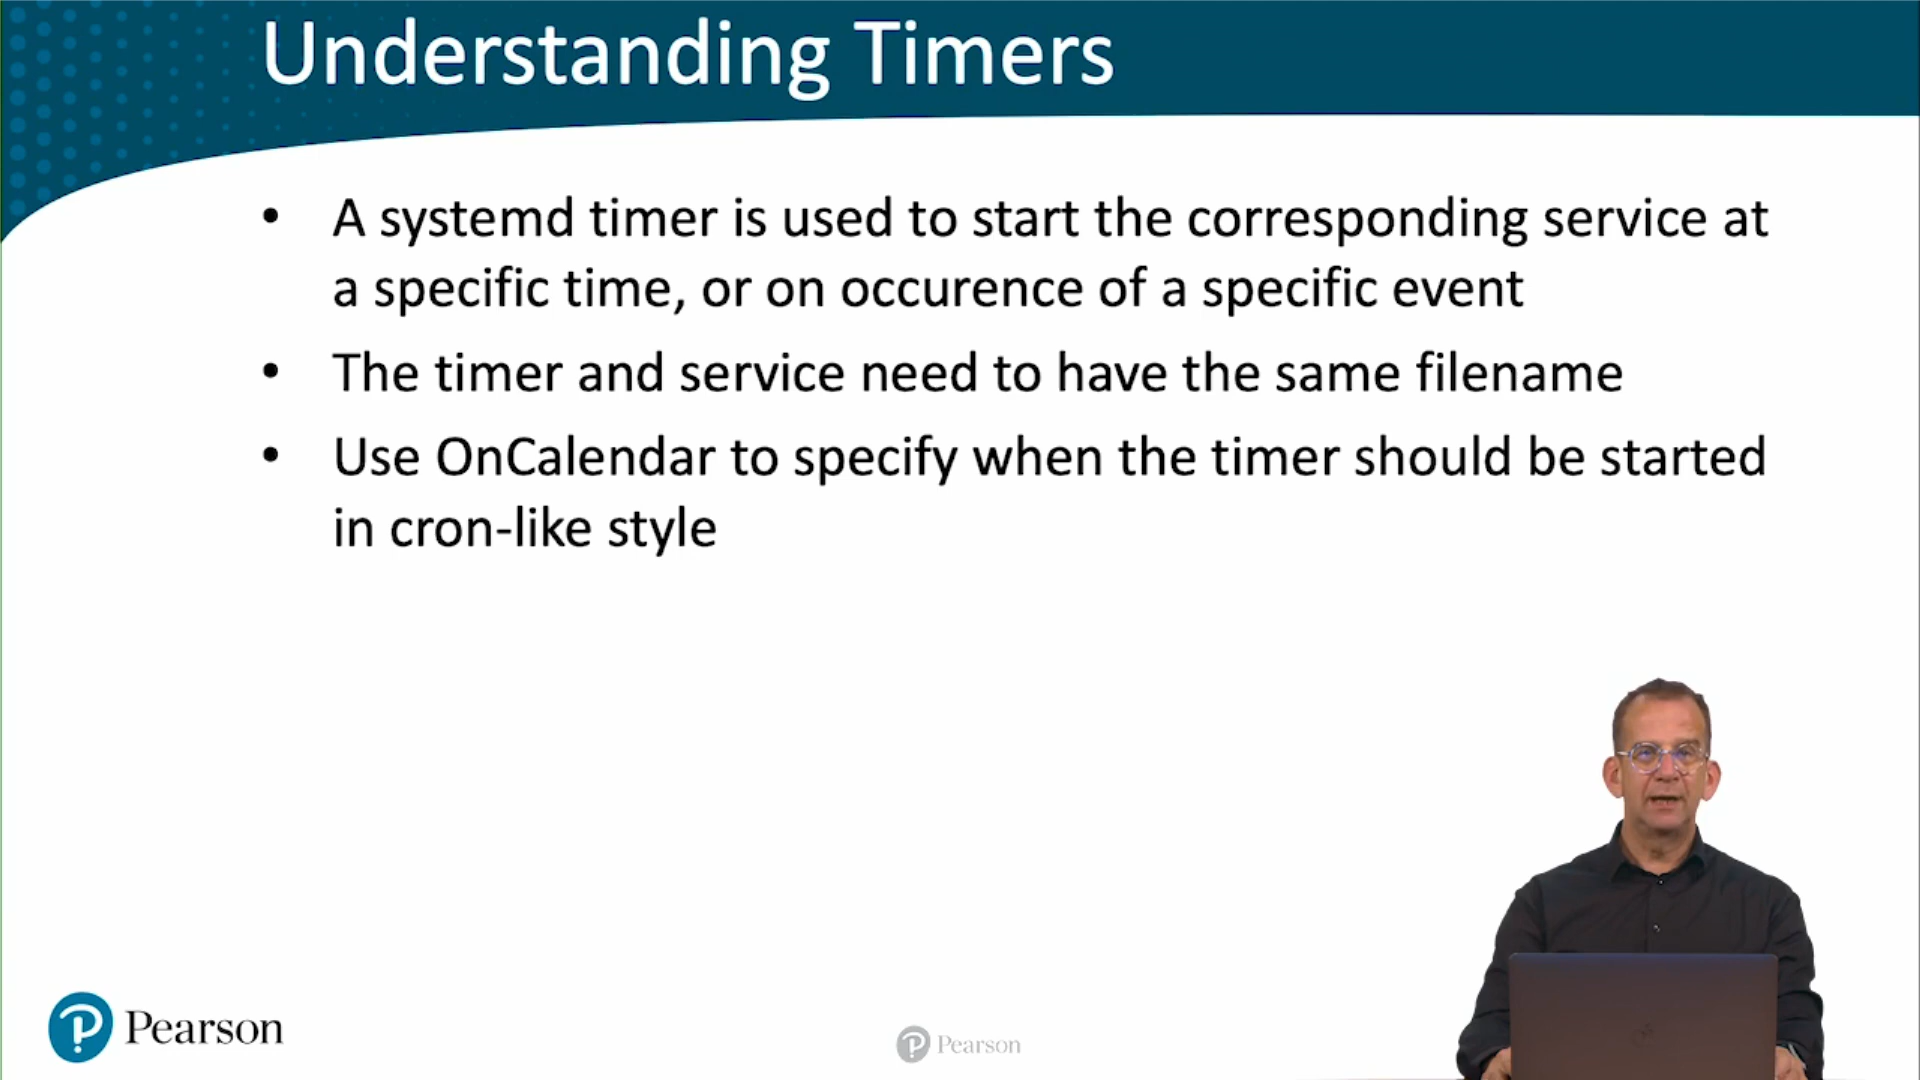 Understanding Timers
• A systemd timer is used to start the corresponding service at
a specific time, or on occurence of a specific event
• The timer and service need to have the same filename
• Use OnCalendar to specify when the timer should be started
in cron-like style
Pearson
Pearson